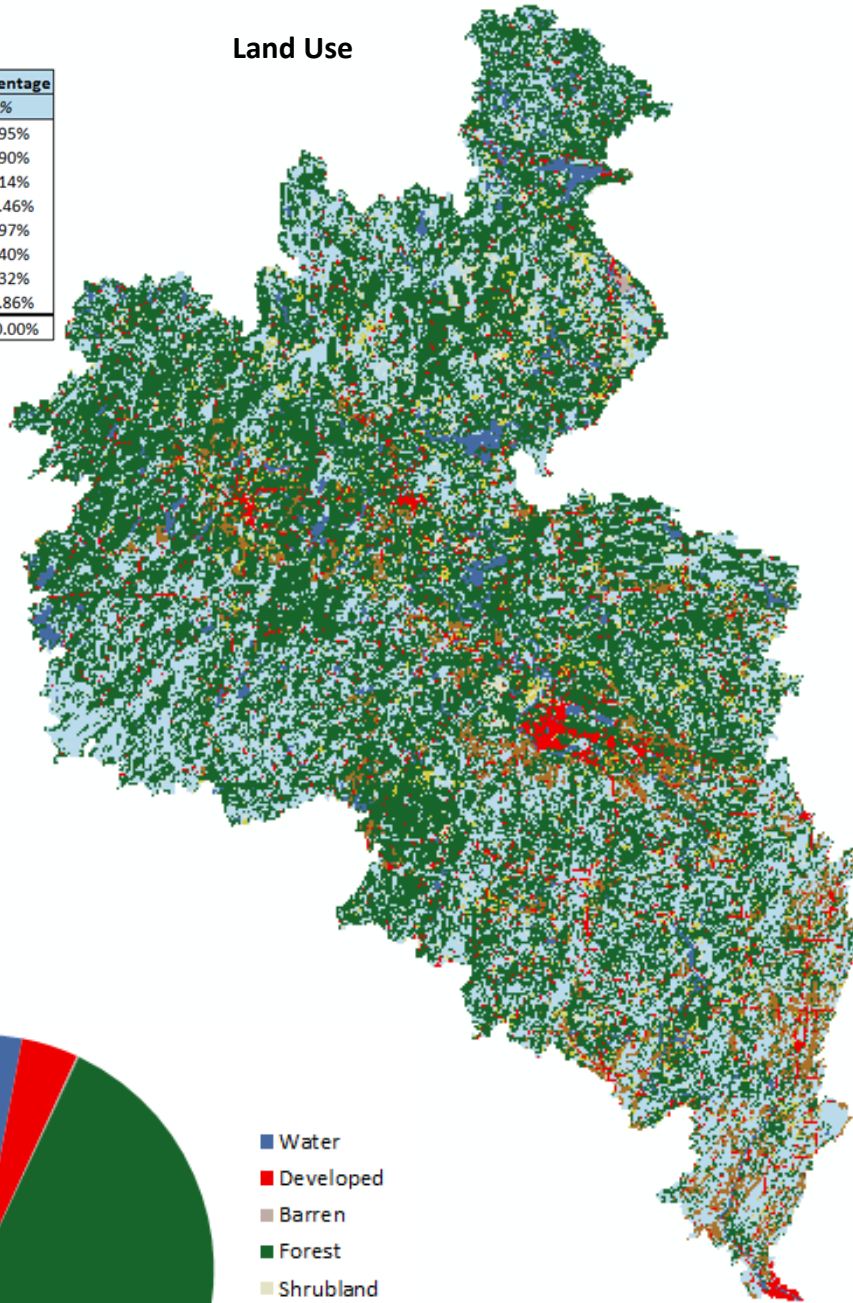 Land Use
entage
%
95%
90%
14%
.46%
97%
40%
32%
.86%
0.00%
Water
Developed
Barren
Forest
Shrubland